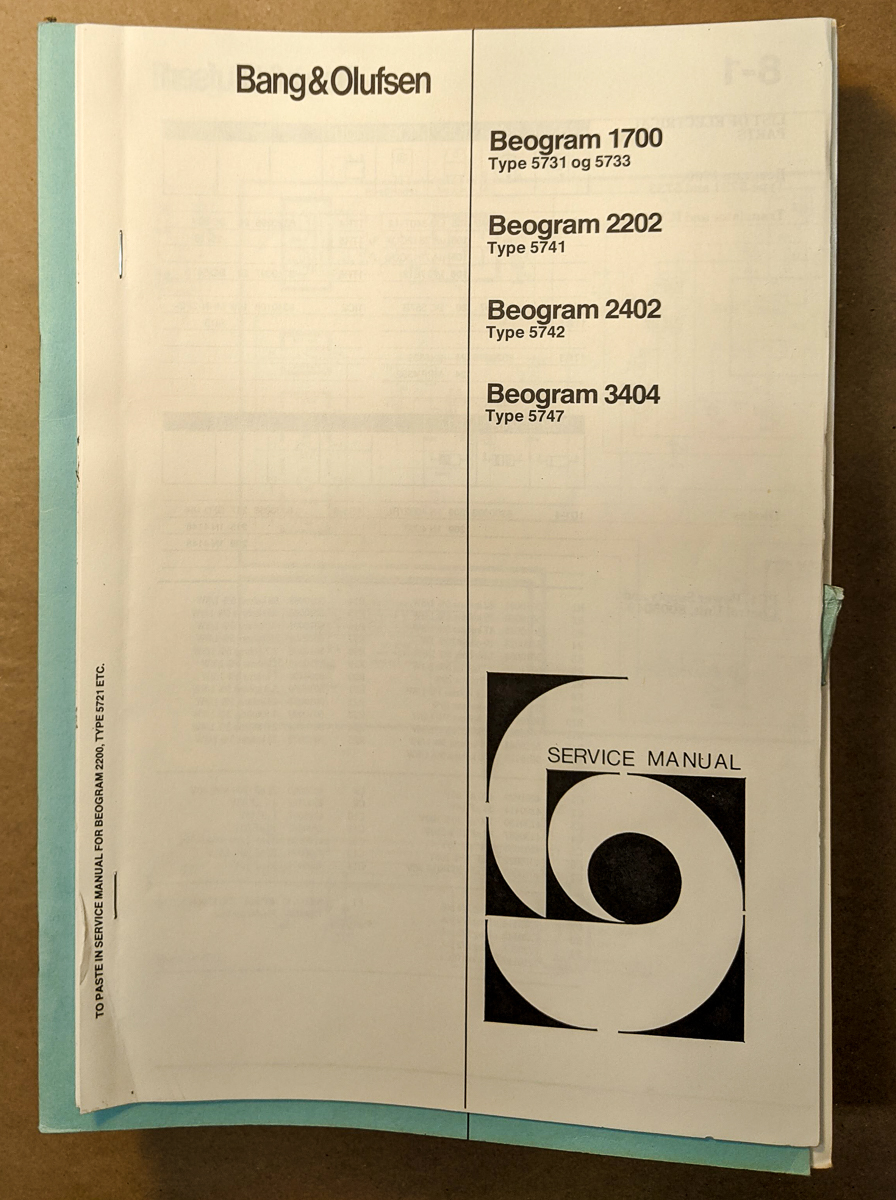 Bang&Olufsen
Beogram 1700
Type 5731 og 5733
Beogram 2202
Type 5741
Beogram 2402
Type 5742
Beogram 3404
Type 5747
SERVICE MANUAL
TO PASTE IN SERVICE MANUAL FOR BEOGRAM 2200, TYPE 5721 ETC.
8-1